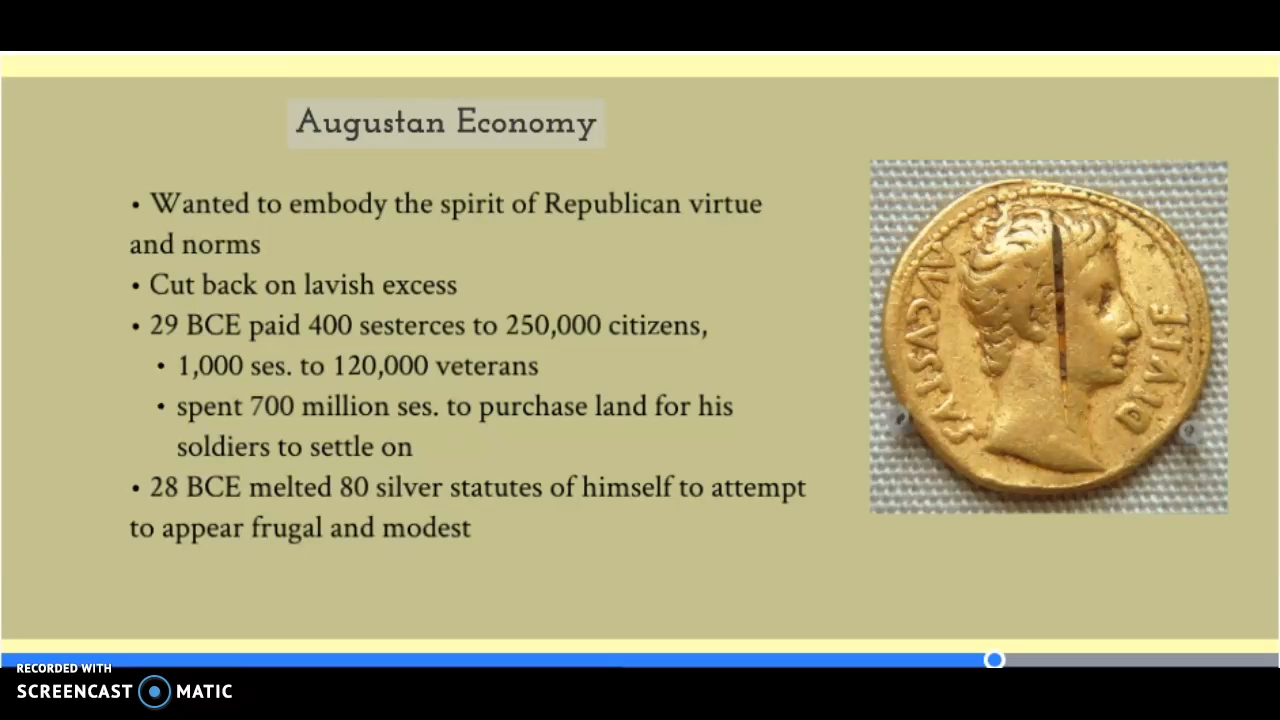 Augustan Economy
• Wanted to embody the spirit of Republican virtue
and norms
• Cut back on lavish excess
• 29 BCE paid 400 sesterces to 250,000 citizens,
• 1,000 ses. to 120,000 veterans
• spent 700 million ses. to purchase land for his
soldiers to settle on
• 28 BCE melted 80 silver statutes of himself to attempt
to appear frugal and modest
AVGVSTVS
DIVI·F
RECORDED WITH
SCREENCAST MATIC